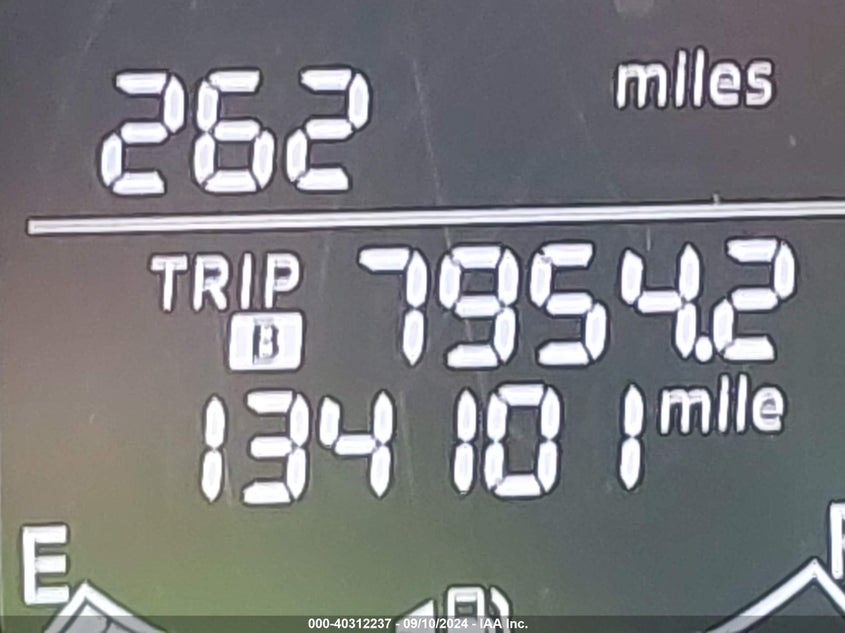 262 miles
TRIP 7954.2
B
134101 mile
E F
000-40312237 - 09/10/2024 - IAA Inc.